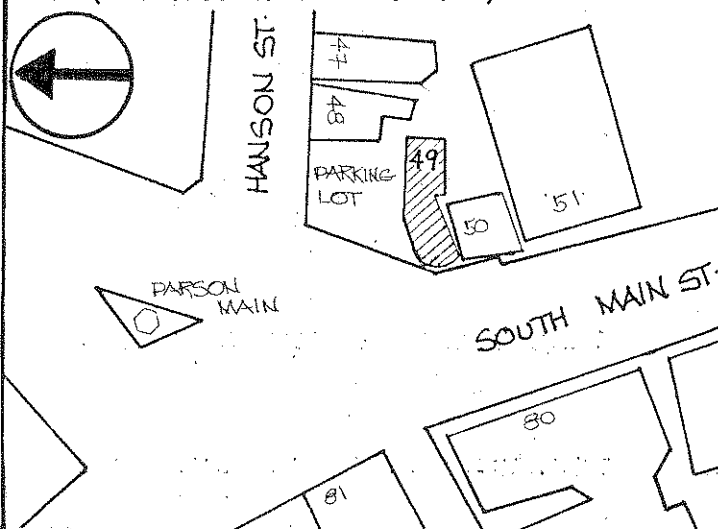 HANSON ST.
47
48
49
PARKING
LOT
50
51
PARSON
MAIN
SOUTH MAIN ST.
80
81